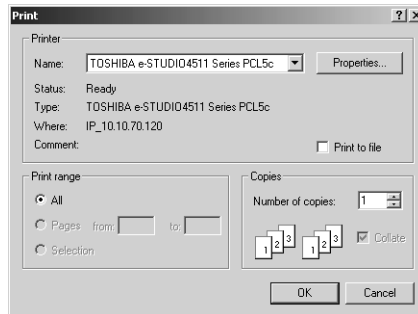 Print
Printer
Name: TOSHIBA e-STUDIO4511 Series PCL5c Properties...
Status: Ready
Type: TOSHIBA e-STUDIO4511 Series PCL5c
Where: IP_10.10.70.120
Comment: Print to file
Print range
All
Pages from: to:
Selection
Copies
Number of copies: 1
1 2 3 1 2 3 Collate
OK Cancel